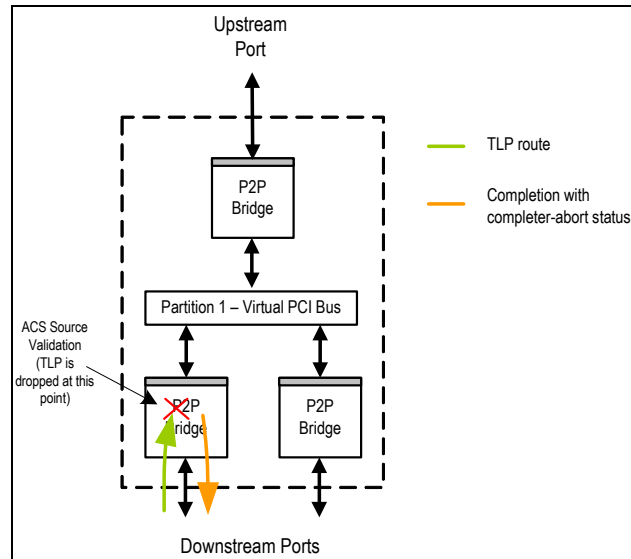 Upstream
Port
TLP route
P2P
Bridge
Completion with
completer-abort status
Partition 1 – Virtual PCI Bus
ACS Source
Validation
(TLP is
dropped at this
point)
P2P
Bridge
P2P
Bridge
Downstream Ports